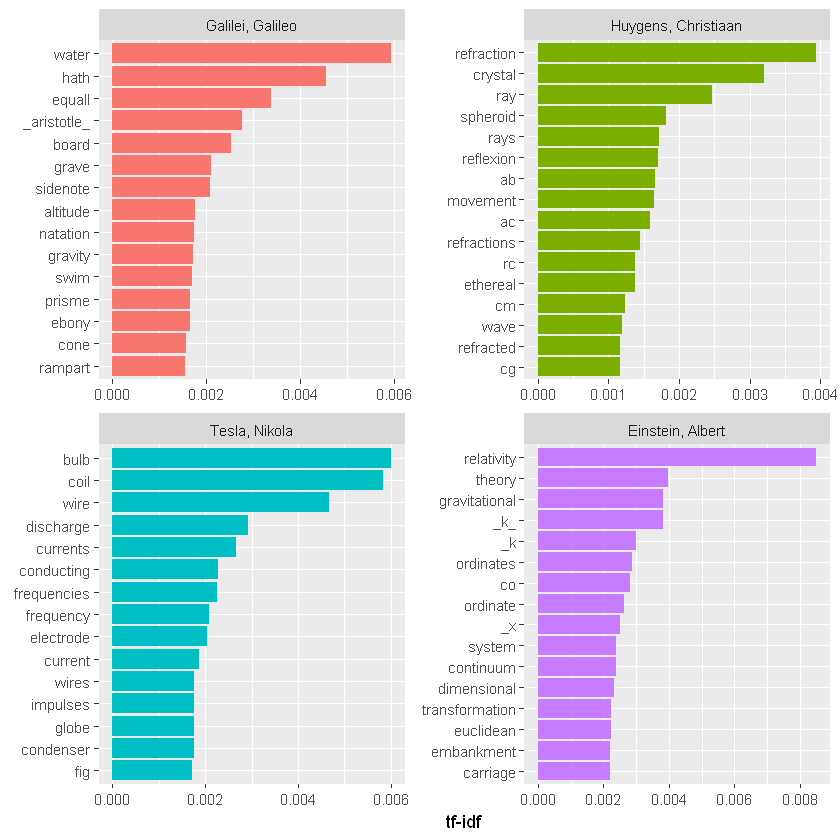 Galilei, Galileo
water
hath
equall
_aristotle_
board
grave
sidenote
altitude
natation
gravity
swim
prisme
ebony
cone
rampart
0.000 0.002 0.004 0.006
Huygens, Christiaan
refraction
crystal
ray
spheroid
rays
reflexion
ab
movement
ac
refractions
rc
ethereal
cm
wave
refracted
cg
0.000 0.001 0.002 0.003 0.004
Tesla, Nikola
bulb
coil
wire
discharge
currents
conducting
frequencies
frequency
electrode
current
wires
impulses
globe
condenser
fig
0.000 0.002 0.004 0.006
Einstein, Albert
relativity
theory
gravitational
_k_
_k
ordinates
co
ordinate
_x
system
continuum
dimensional
transformation
euclidean
embankment
carriage
0.000 0.002 0.004 0.006 0.008
tf-idf